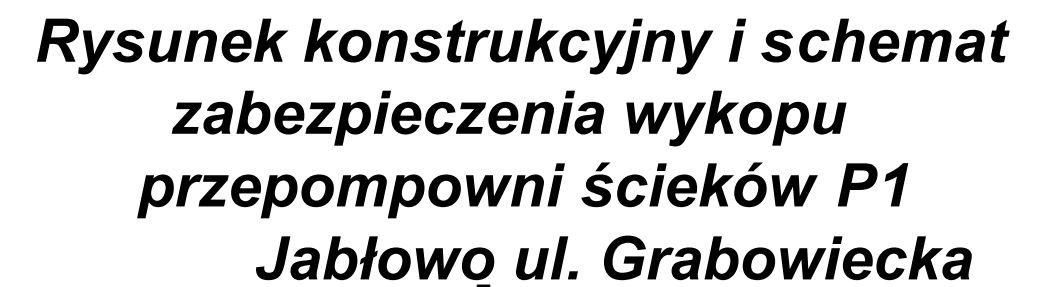 Rysunek konstrukcyjny i schemat
zabezpieczenia wykopu
przepompowni ścieków P1
Jabłowo ul. Grabowiecka